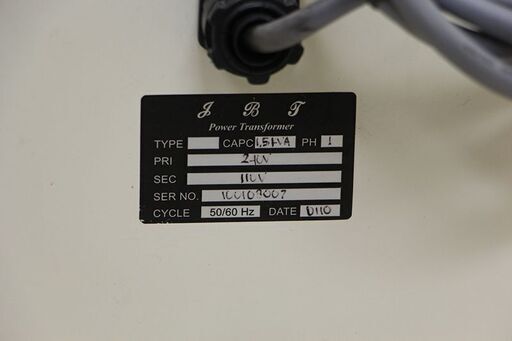 J B T
Power Transformer
TYPE CAPC 1.5KVA PH 1
PRI 240V
SEC 110V
SER NO. 100109007
CYCLE 50/60 Hz DATE 0110